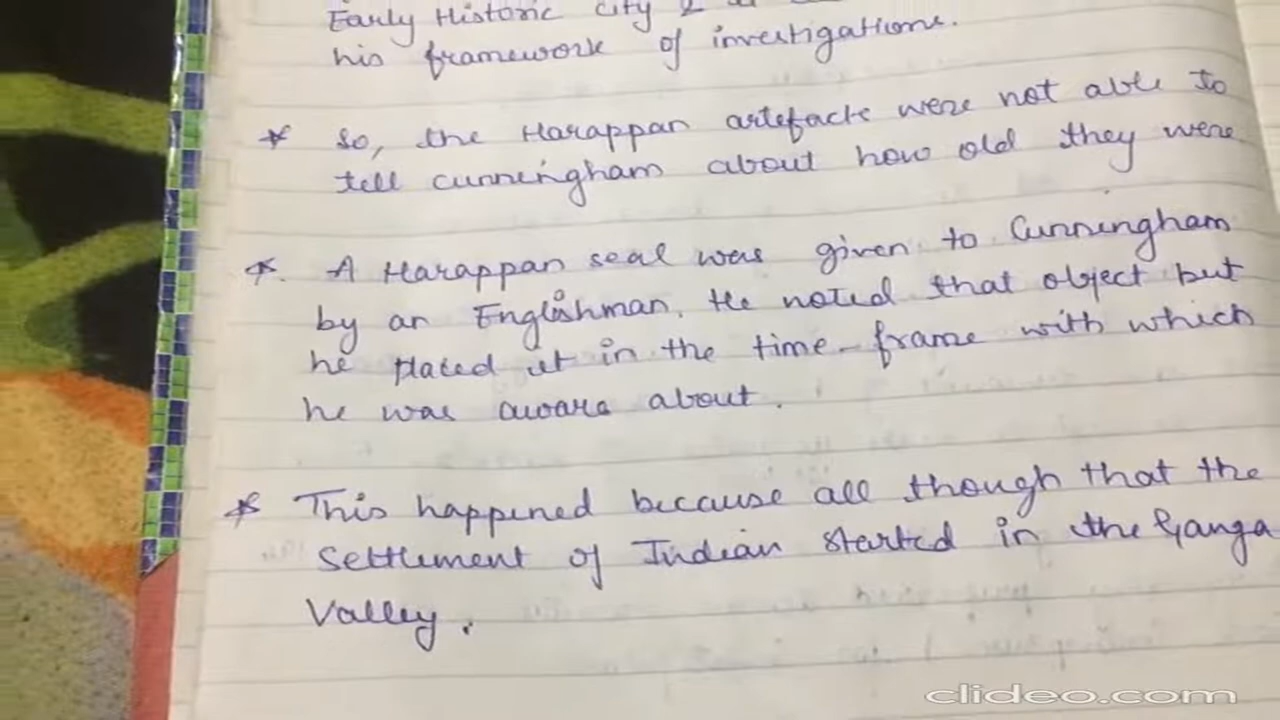 Early Historic city &
his framework of investigations.
* So, the Harappan artefacts were not able to
tell cunningham about how old they were
* A Harappan seal was given to Cunningham
by an Englishman. He noted that object but
he placed it in the time-frame with which
he was aware about.
* This happened because all though that the
settlement of Indian started in the Ganga
Valley.
clideo.com